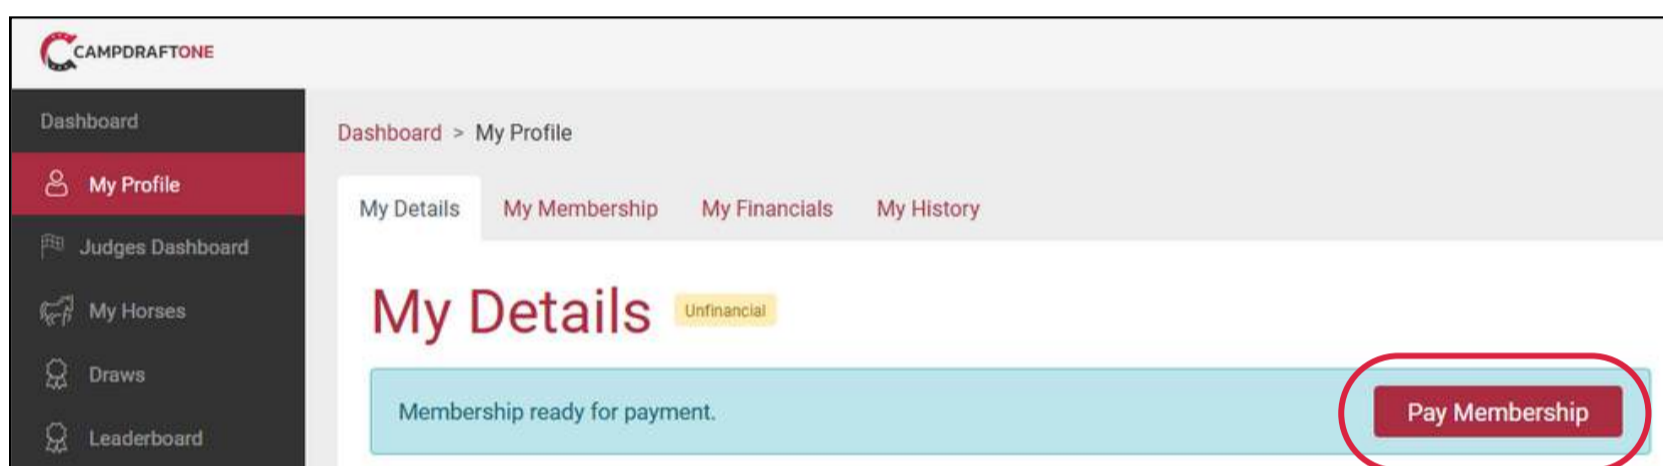 CAMPDRAFTONE
Dashboard
My Profile
Judges Dashboard
My Horses
Draws
Leaderboard
Dashboard > My Profile
My Details My Membership My Financials My History
My Details Unfinancial
Membership ready for payment. Pay Membership